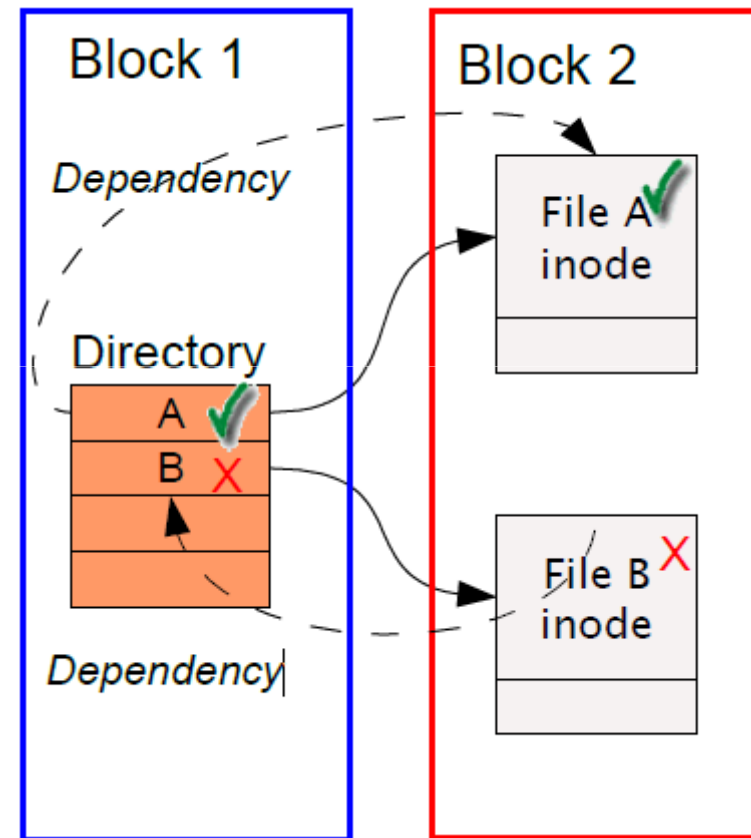 Block 1
Block 2
Dependency
File A
inode
Directory
A
B X
File B X
inode
Dependency